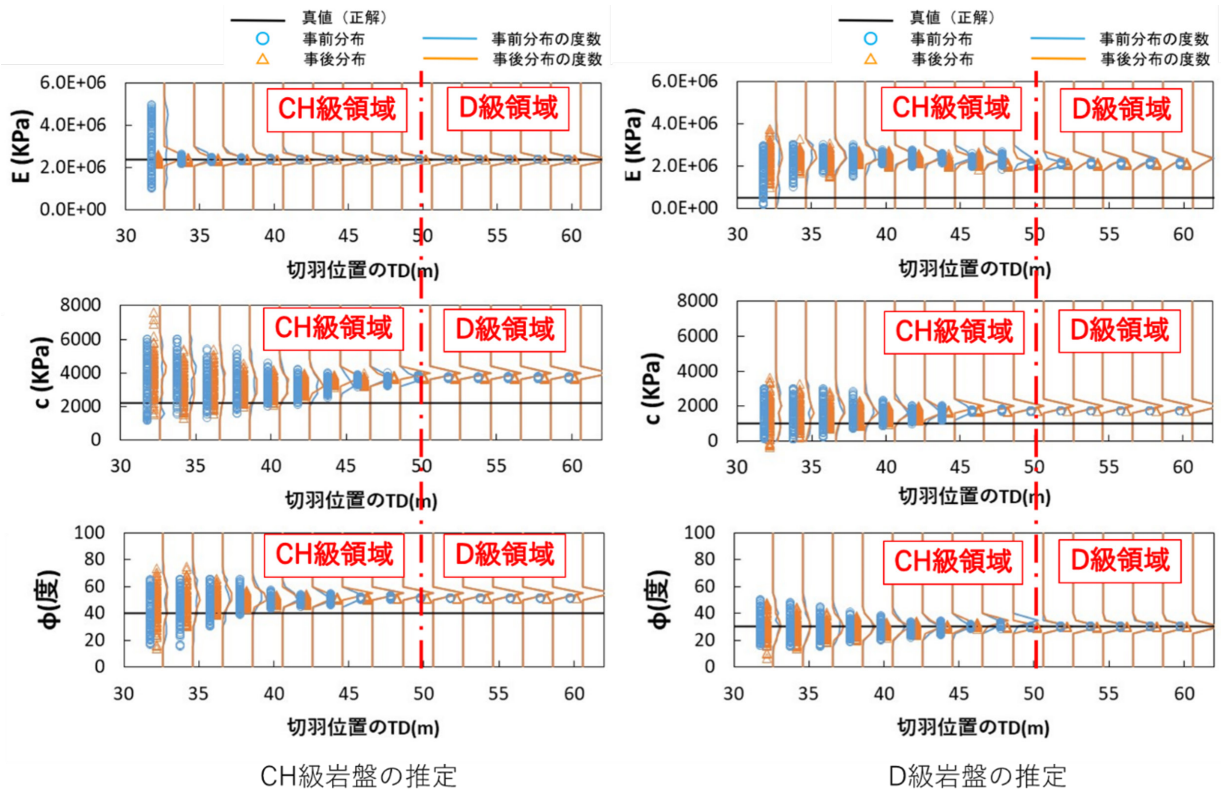 真値（正解）
事前分布 事前分布の度数
事後分布 事後分布の度数
E (KPa)
6.0E+06
4.0E+06
2.0E+06
0.0E+00
CH級領域 D級領域
30 35 40 45 50 55 60
切羽位置のTD(m)
c (KPa)
8000
6000
4000
2000
0
CH級領域 D級領域
30 35 40 45 50 55 60
切羽位置のTD(m)
ф(度)
100
80
60
40
20
0
CH級領域 D級領域
30 35 40 45 50 55 60
切羽位置のTD(m)
CH級岩盤の推定
真値（正解）
事前分布 事前分布の度数
事後分布 事後分布の度数
E (KPa)
6.0E+06
4.0E+06
2.0E+06
0.0E+00
CH級領域 D級領域
30 35 40 45 50 55 60
切羽位置のTD(m)
c (KPa)
8000
6000
4000
2000
0
CH級領域 D級領域
30 35 40 45 50 55 60
切羽位置のTD(m)
ф(度)
100
80
60
40
20
0
CH級領域 D級領域
30 35 40 45 50 55 60
切羽位置のTD(m)
D級岩盤の推定